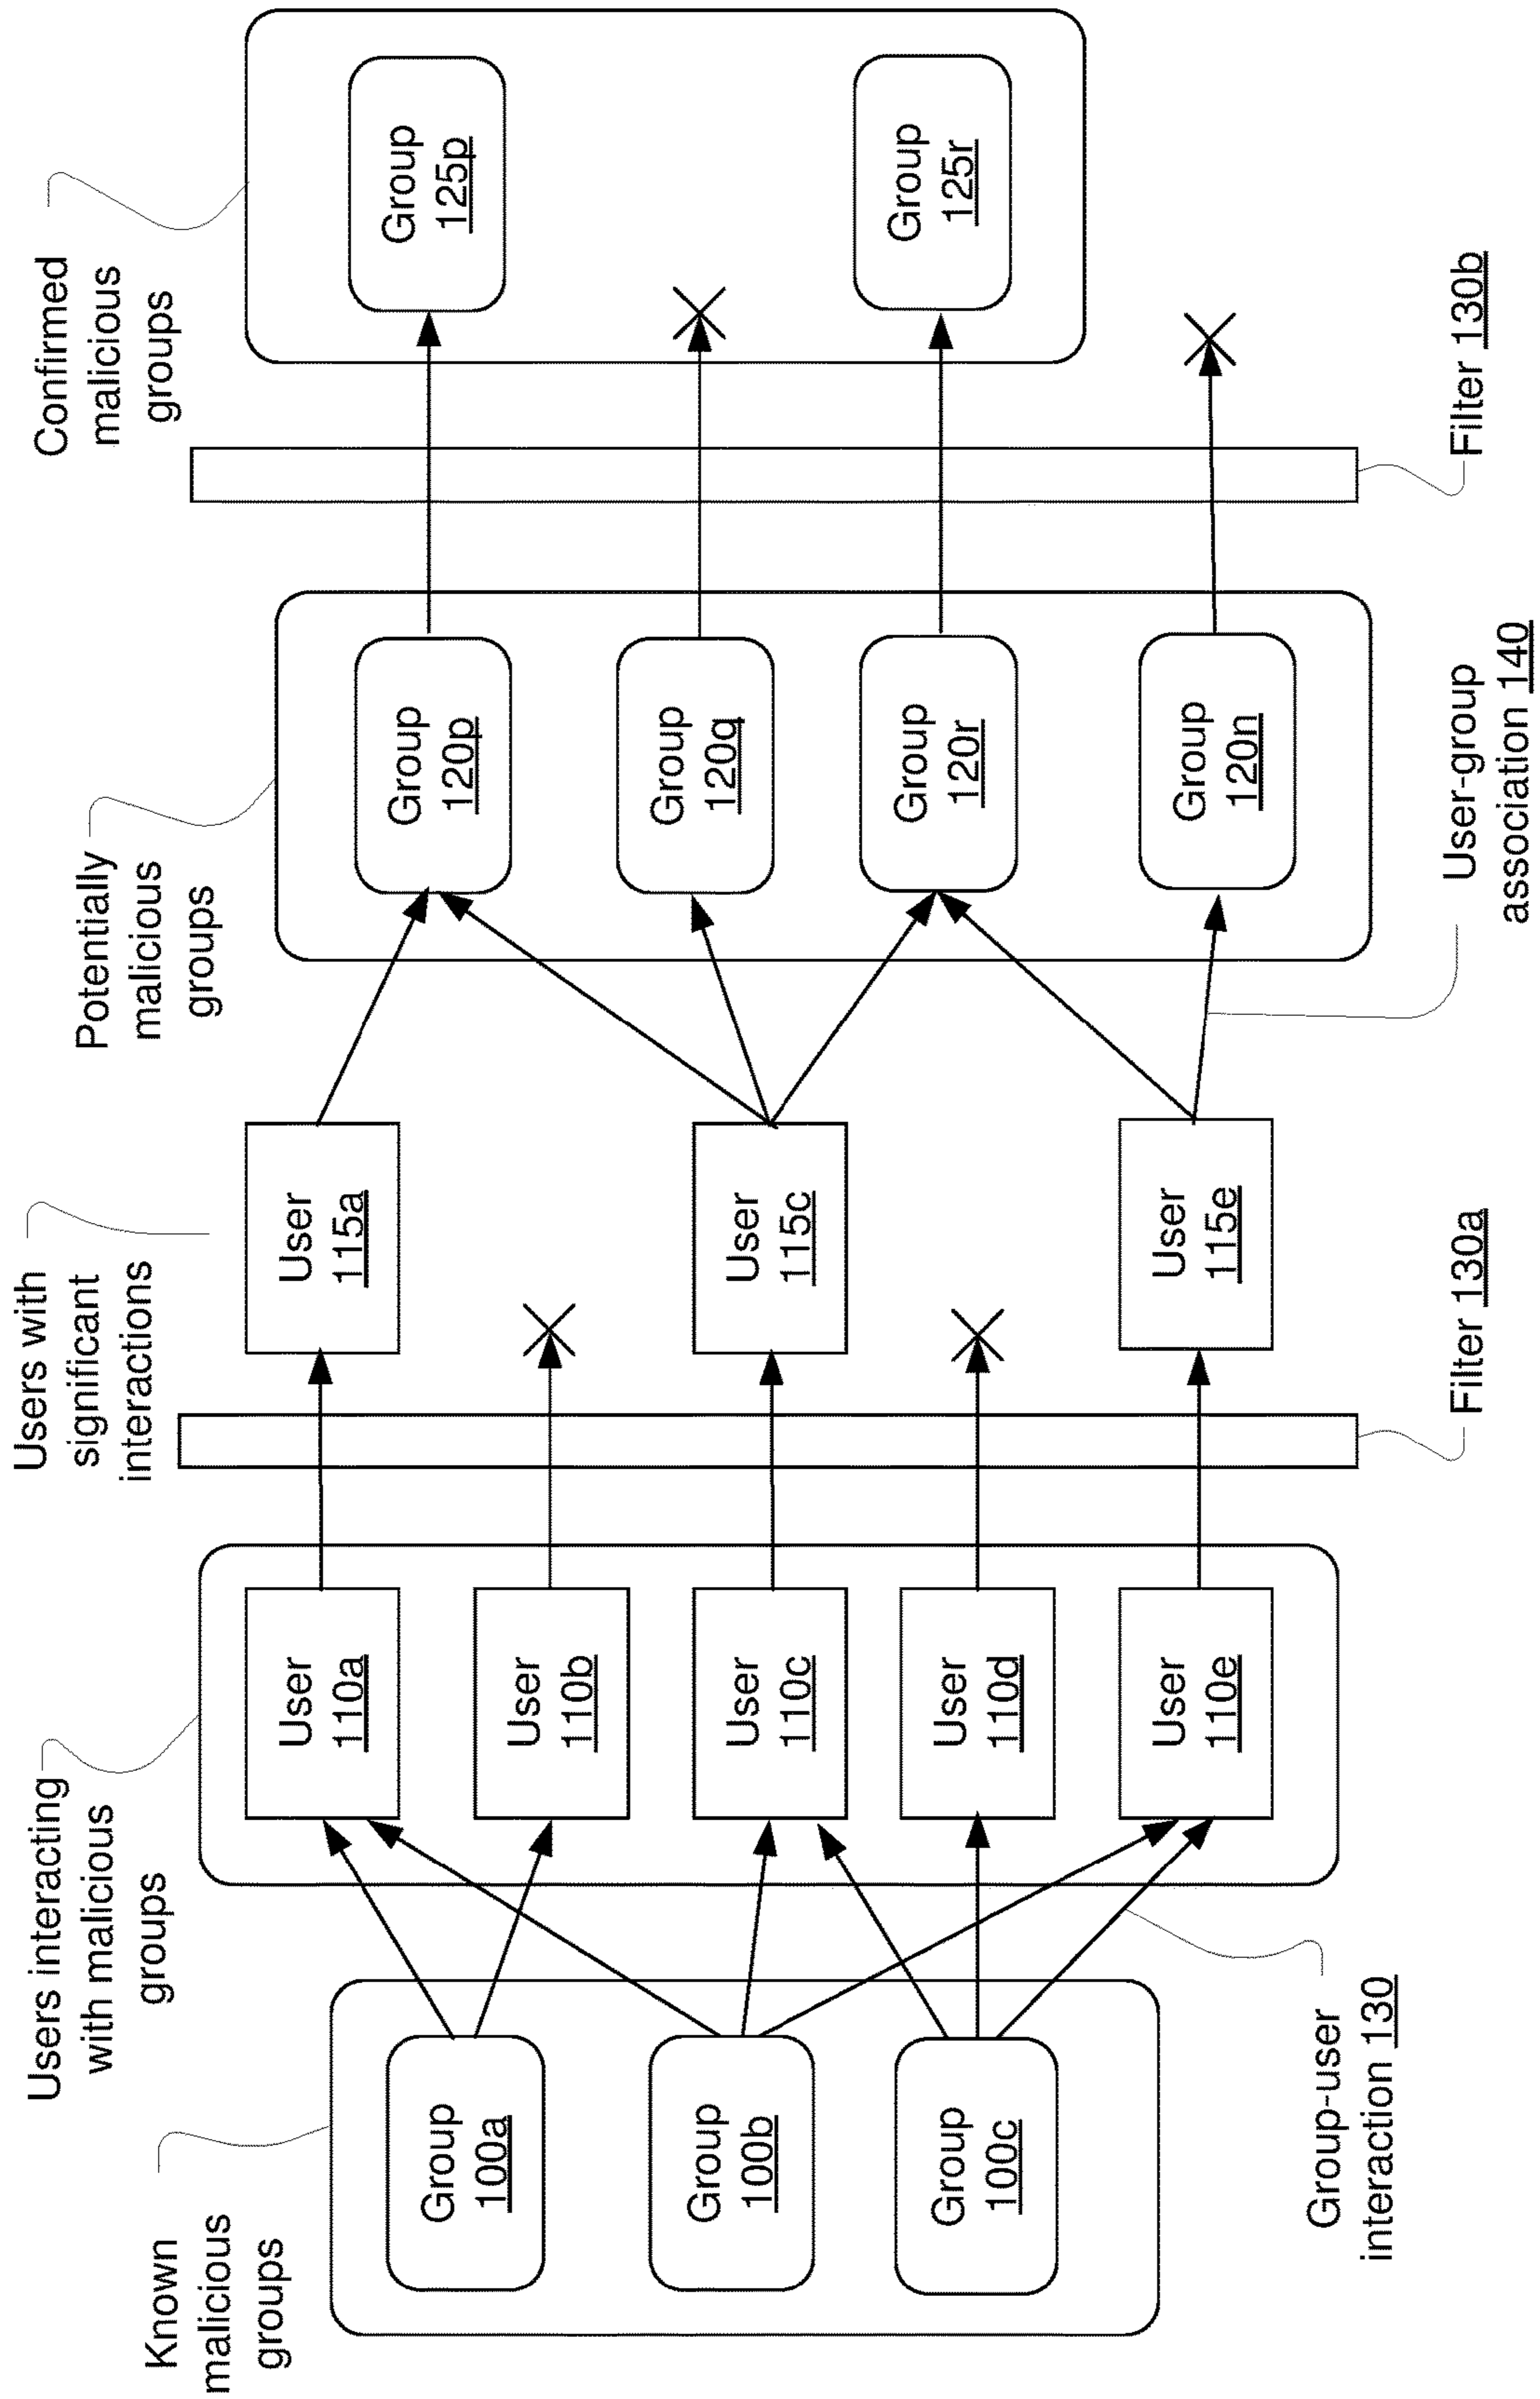 Known
malicious
groups
Users interacting
with malicious
groups
Users with
significant
interactions
Potentially
malicious
groups
Confirmed
malicious
groups
Group
100a
Group
100b
Group
100c
User
110a
User
110b
User
110c
User
110d
User
110e
User
115a
User
115c
User
115e
Group
120p
Group
120q
Group
120r
Group
120n
Group
125p
Group
125r
Group-user
interaction 130
Filter 130a
User-group
association 140
Filter 130b